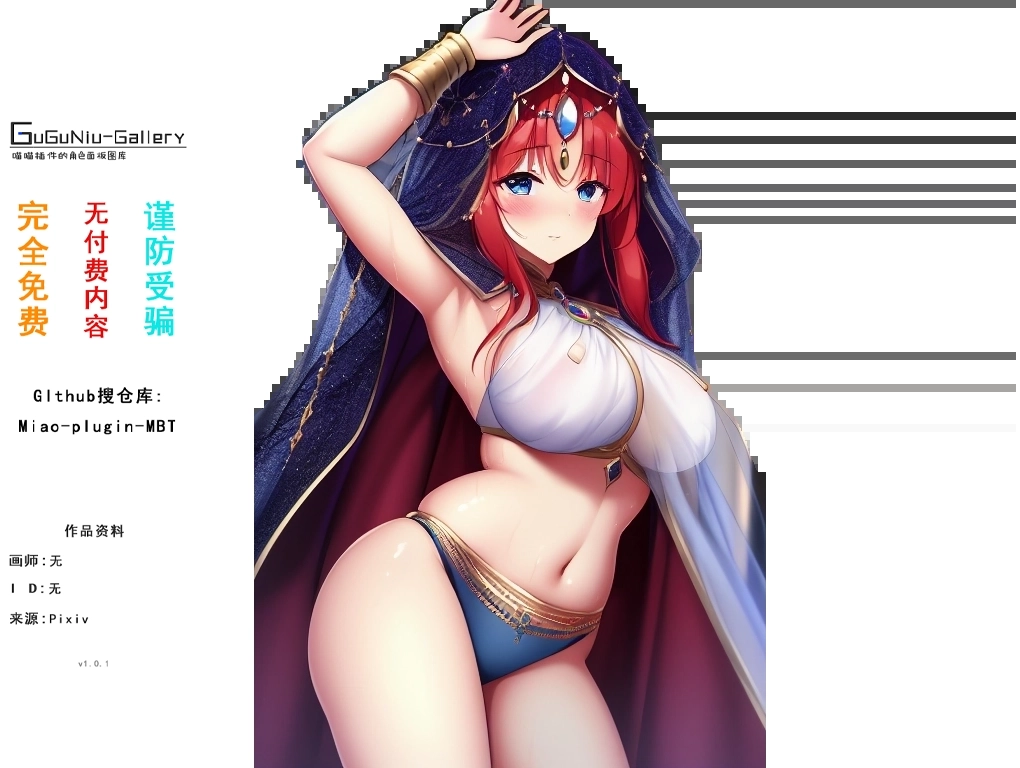 GuGuNiu-Gallery
喵喵插件的角色面板图库
完全免费
无付费内容
谨防受骗
GIthub搜仓库:
Miao-plugin-MBT
作品资料
画师:无
I D:无
来源:Pixiv
v1.0.1